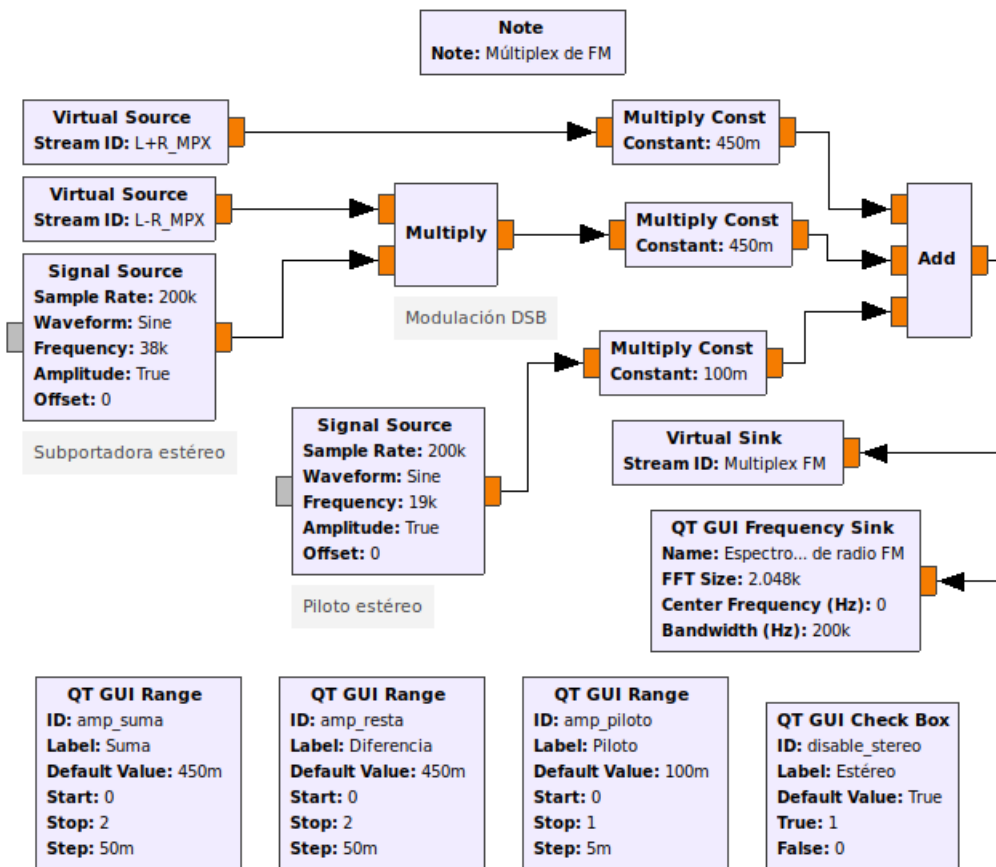 Note
Note: Múltiplex de FM
Virtual Source
Stream ID: L+R_MPX
Multiply Const
Constant: 450m
Virtual Source
Stream ID: L-R_MPX
Multiply
Multiply Const
Constant: 450m
Add
Signal Source
Sample Rate: 200k
Waveform: Sine
Frequency: 38k
Amplitude: True
Offset: 0
Modulación DSB
Subportadora estéreo
Multiply Const
Constant: 100m
Signal Source
Sample Rate: 200k
Waveform: Sine
Frequency: 19k
Amplitude: True
Offset: 0
Piloto estéreo
Virtual Sink
Stream ID: Multiplex FM
QT GUI Frequency Sink
Name: Espectro... de radio FM
FFT Size: 2.048k
Center Frequency (Hz): 0
Bandwidth (Hz): 200k
QT GUI Range
ID: amp_suma
Label: Suma
Default Value: 450m
Start: 0
Stop: 2
Step: 50m
QT GUI Range
ID: amp_resta
Label: Diferencia
Default Value: 450m
Start: 0
Stop: 2
Step: 50m
QT GUI Range
ID: amp_piloto
Label: Piloto
Default Value: 100m
Start: 0
Stop: 1
Step: 5m
QT GUI Check Box
ID: disable_stereo
Label: Estéreo
Default Value: True
True: 1
False: 0